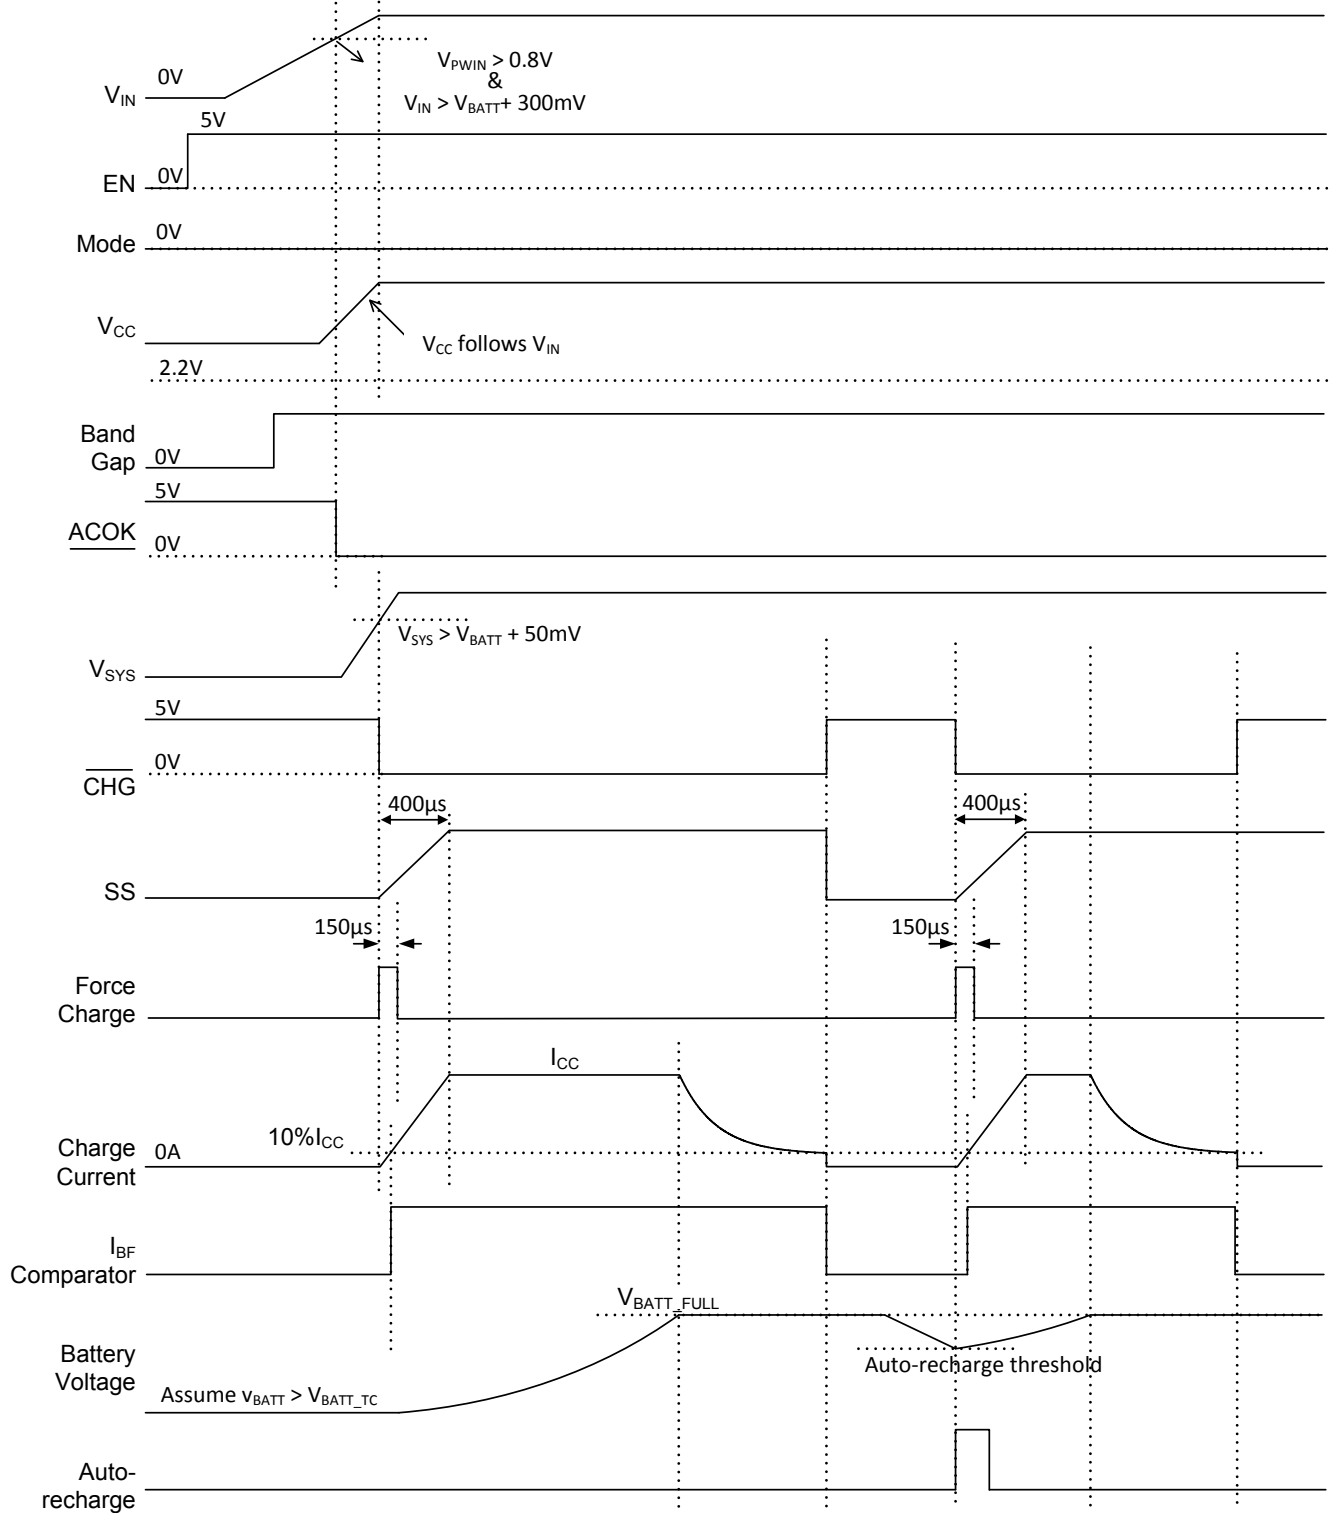 V_PWIN > 0.8V
&
V_IN > V_BATT + 300mV
0V
V_IN
5V
EN
0V
Mode
0V
V_CC
V_CC follows V_IN
2.2V
Band
Gap
0V
5V
ACOK
0V
V_SYS > V_BATT + 50mV
V_SYS
5V
0V
CHG
400µs
400µs
SS
150µs
150µs
Force
Charge
I_CC
10%I_CC
Charge
Current
0A
I_BF
Comparator
V_BATT_FULL
Battery
Voltage
Auto-recharge threshold
Assume v_BATT > V_BATT_TC
Auto-
recharge